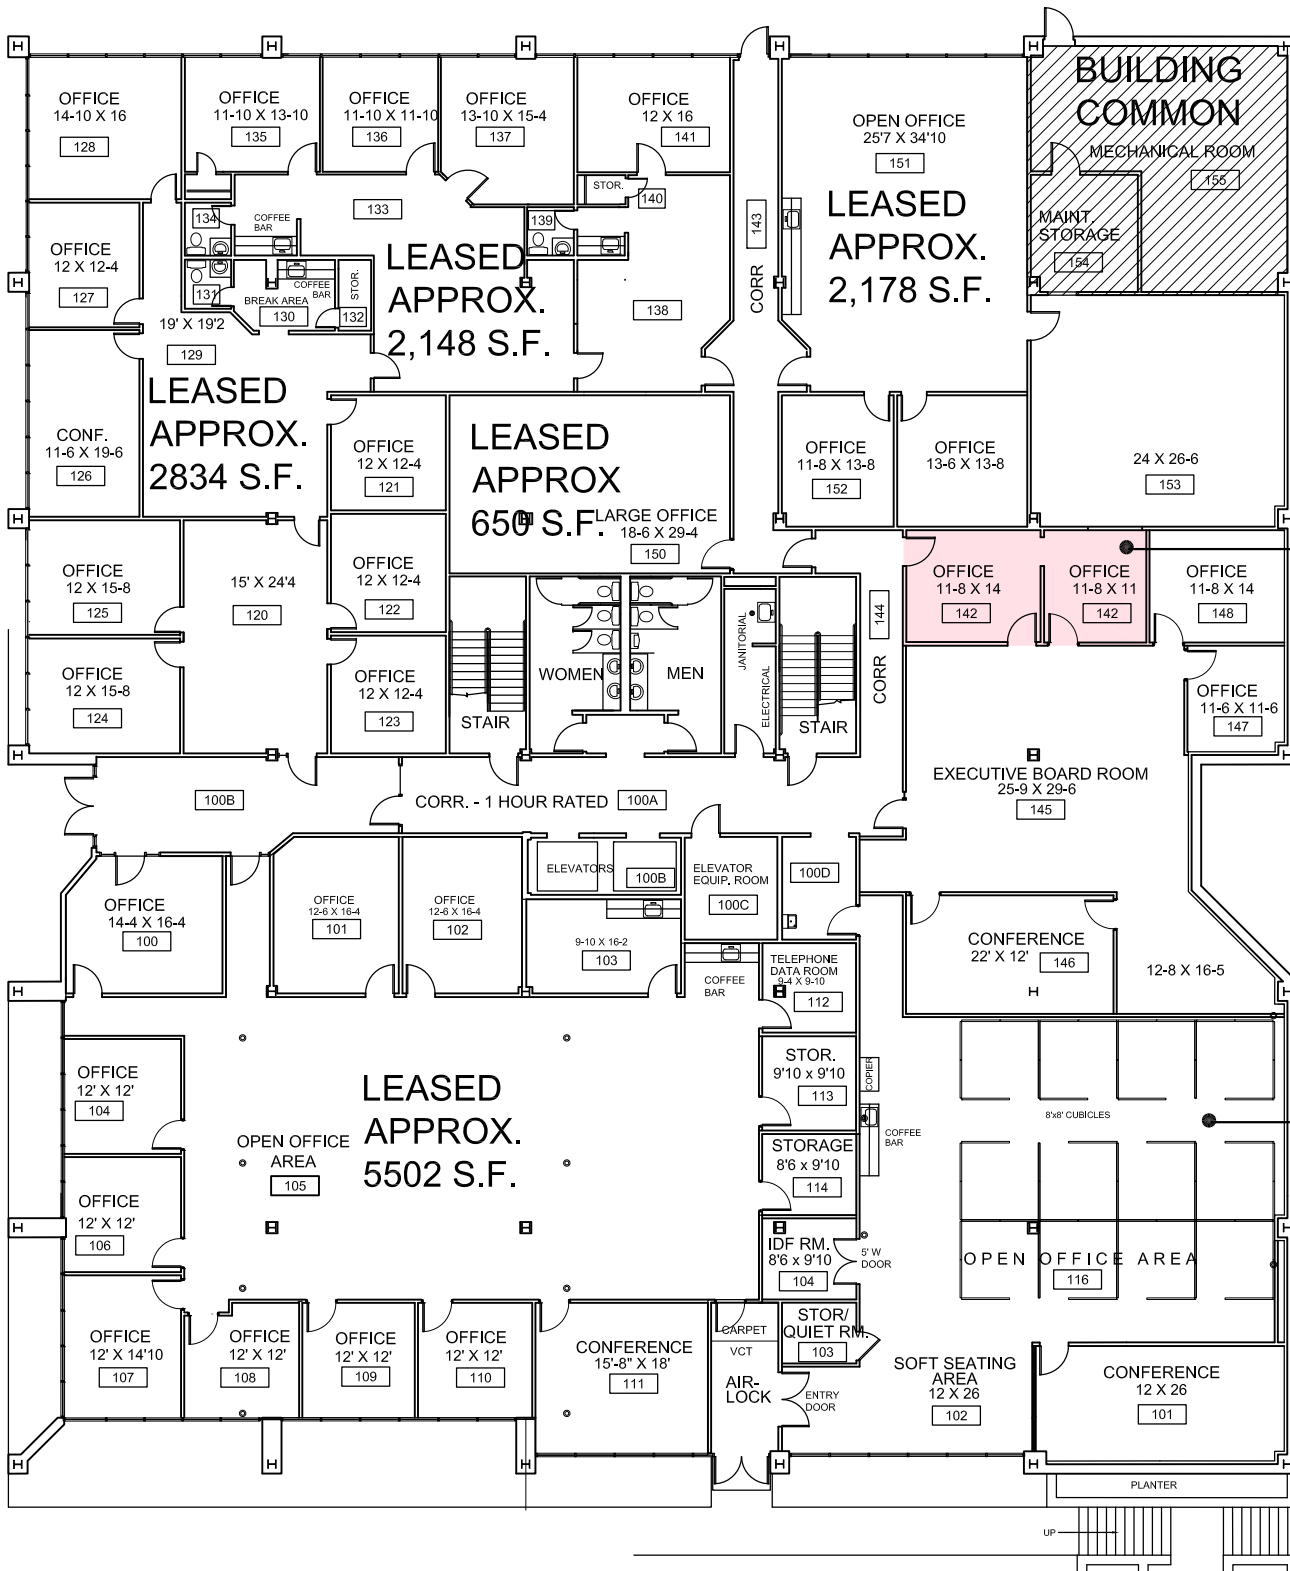 OFFICE
14-10 X 16
128
OFFICE
11-10 X 13-10
135
OFFICE
11-10 X 11-10
136
OFFICE
13-10 X 15-4
137
OFFICE
12 X 16
141
OPEN OFFICE
25'7 X 34'10
151
LEASED
APPROX.
2,178 S.F.
BUILDING
COMMON
MECHANICAL ROOM
155
MAINT.
STORAGE
154
STOR.
140
134
COFFEE
BAR
133
139
143
CORR
OFFICE
12 X 12-4
127
131
COFFEE
BAR
BREAK AREA
130
STOR.
132
LEASED
APPROX.
2,148 S.F.
138
19' X 19'2
129
LEASED
APPROX.
2834 S.F.
CONF.
11-6 X 19-6
126
OFFICE
12 X 12-4
121
LEASED
APPROX
650 S.F.
LARGE OFFICE
18-6 X 29-4
150
OFFICE
11-8 X 13-8
152
OFFICE
13-6 X 13-8
24 X 26-6
153
OFFICE
12 X 15-8
125
15' X 24'4
120
OFFICE
12 X 12-4
122
OFFICE
11-8 X 14
142
OFFICE
11-8 X 11
142
OFFICE
11-8 X 14
148
144
CORR
OFFICE
12 X 15-8
124
OFFICE
12 X 12-4
123
STAIR
WOMEN
MEN
JANITORIAL
ELECTRICAL
STAIR
OFFICE
11-6 X 11-6
147
EXECUTIVE BOARD ROOM
25-9 X 29-6
145
100B
CORR. - 1 HOUR RATED
100A
ELEVATORS
100B
ELEVATOR
EQUIP. ROOM
100C
100D
OFFICE
14-4 X 16-4
100
OFFICE
12-6 X 16-4
101
OFFICE
12-6 X 16-4
102
9-10 X 16-2
103
COFFEE
BAR
TELEPHONE
DATA ROOM
9-4 X 9-10
112
CONFERENCE
22' X 12'
146
12-8 X 16-5
OFFICE
12' X 12'
104
LEASED
APPROX.
5502 S.F.
OPEN OFFICE
AREA
105
STOR.
9'10 x 9'10
113
COPIER
COFFEE
BAR
8'x8' CUBICLES
STORAGE
8'6 x 9'10
114
OFFICE
12' X 12'
106
IDF RM.
8'6 x 9'10
104
5' W
DOOR
OPEN OFFICE AREA
116
OFFICE
12' X 14'10
107
OFFICE
12' X 12'
108
OFFICE
12' X 12'
109
OFFICE
12' X 12'
110
CONFERENCE
15'-8" X 18'
111
CARPET
VCT
AIR-
LOCK
STOR/
QUIET RM.
103
ENTRY
DOOR
SOFT SEATING
AREA
12 X 26
102
CONFERENCE
12 X 26
101
PLANTER
UP